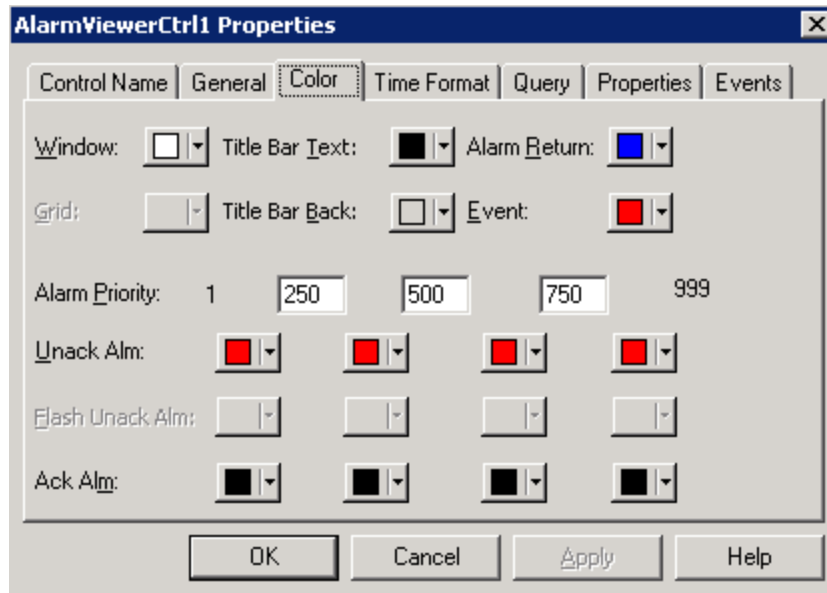 AlarmViewerCtrl1 Properties
Control Name General Color Time Format Query Properties Events
Window: Title Bar Text: Alarm Return:
Grid: Title Bar Back: Event:
Alarm Priority: 1 250 500 750 999
Unack Alm:
Flash Unack Alm:
Ack Alm:
OK Cancel Apply Help